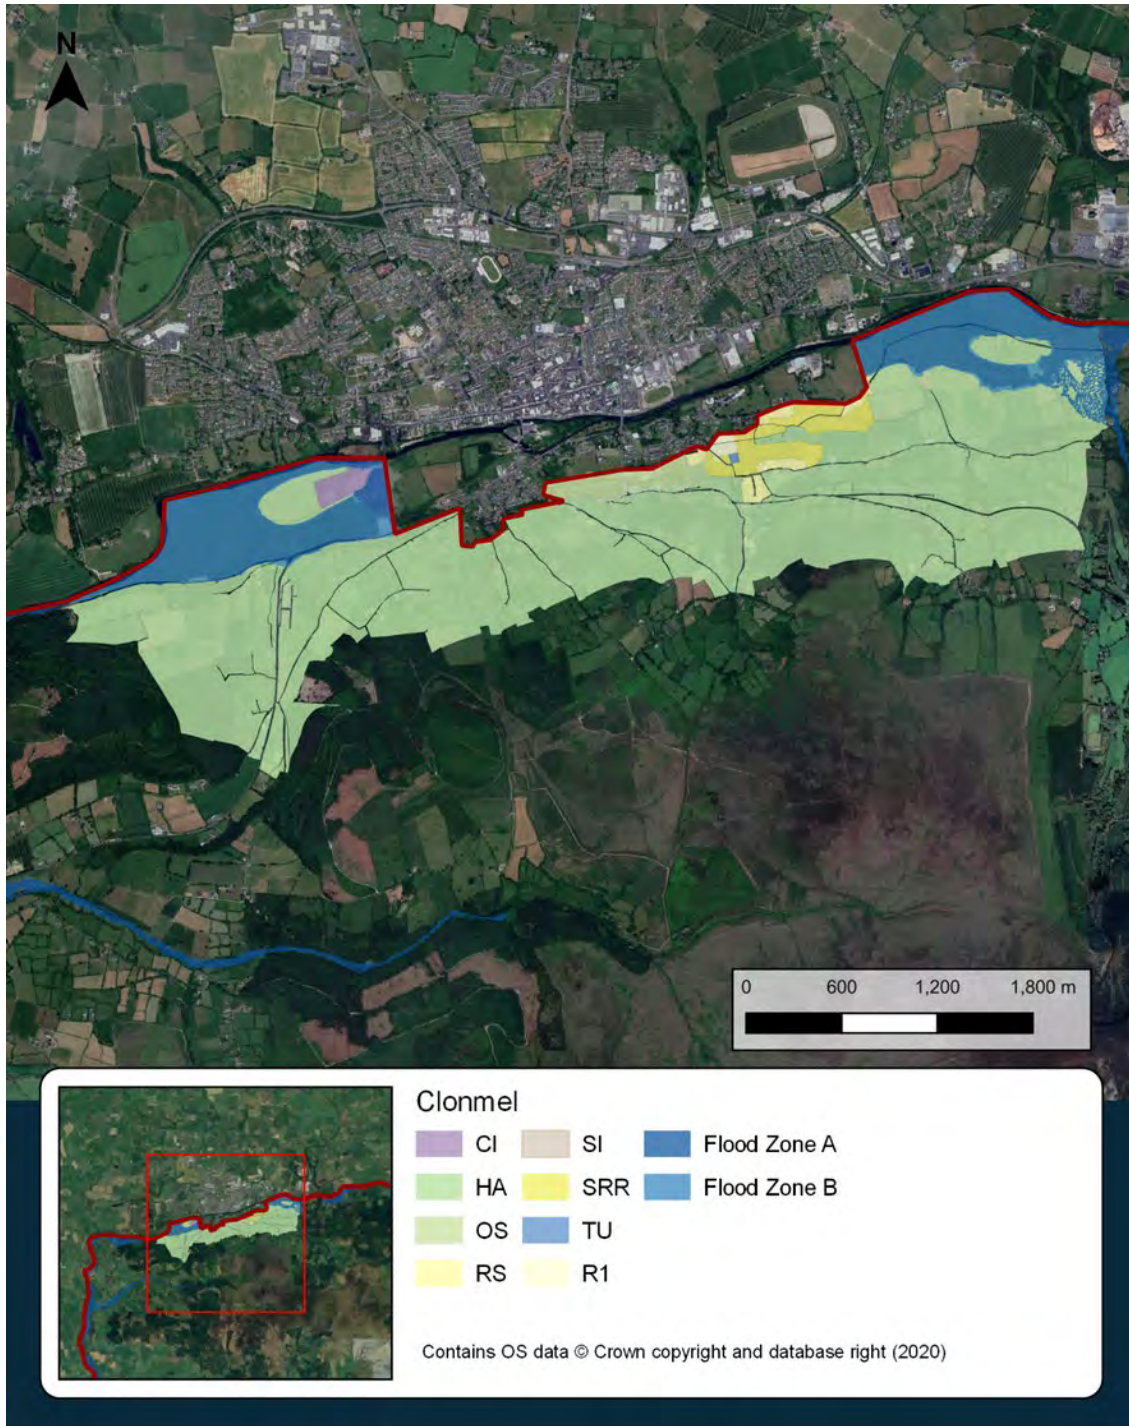 N
0 600 1,200 1,800 m
Clonmel
CI SI Flood Zone A
HA SRR Flood Zone B
OS TU
RS R1
Contains OS data © Crown copyright and database right (2020)